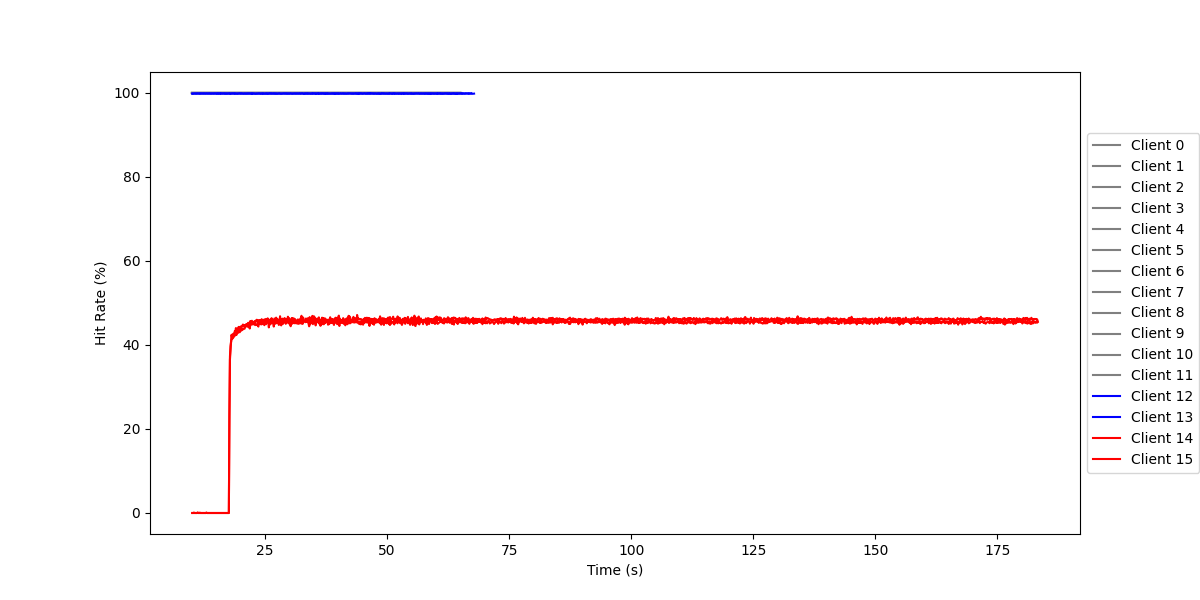 100
80
60
40
20
0
Hit Rate (%)
25 50 75 100 125 150 175
Time (s)
Client 0
Client 1
Client 2
Client 3
Client 4
Client 5
Client 6
Client 7
Client 8
Client 9
Client 10
Client 11
Client 12
Client 13
Client 14
Client 15